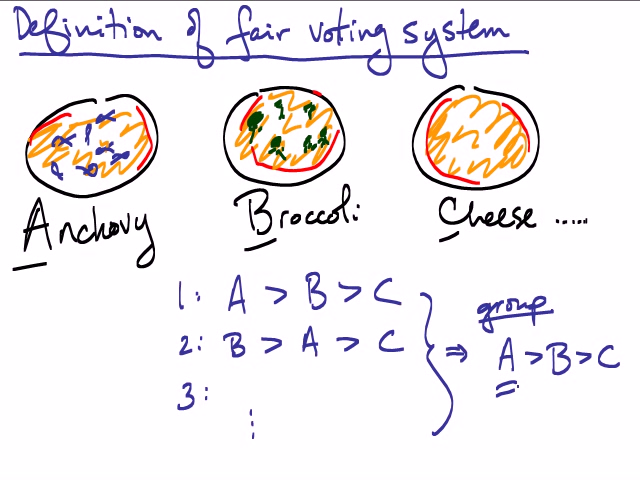 Definition of fair voting system
Anchovy Broccoli Cheese .....
1: A > B > C
2: B > A > C
3:
⋮
group
⇒ A > B > C